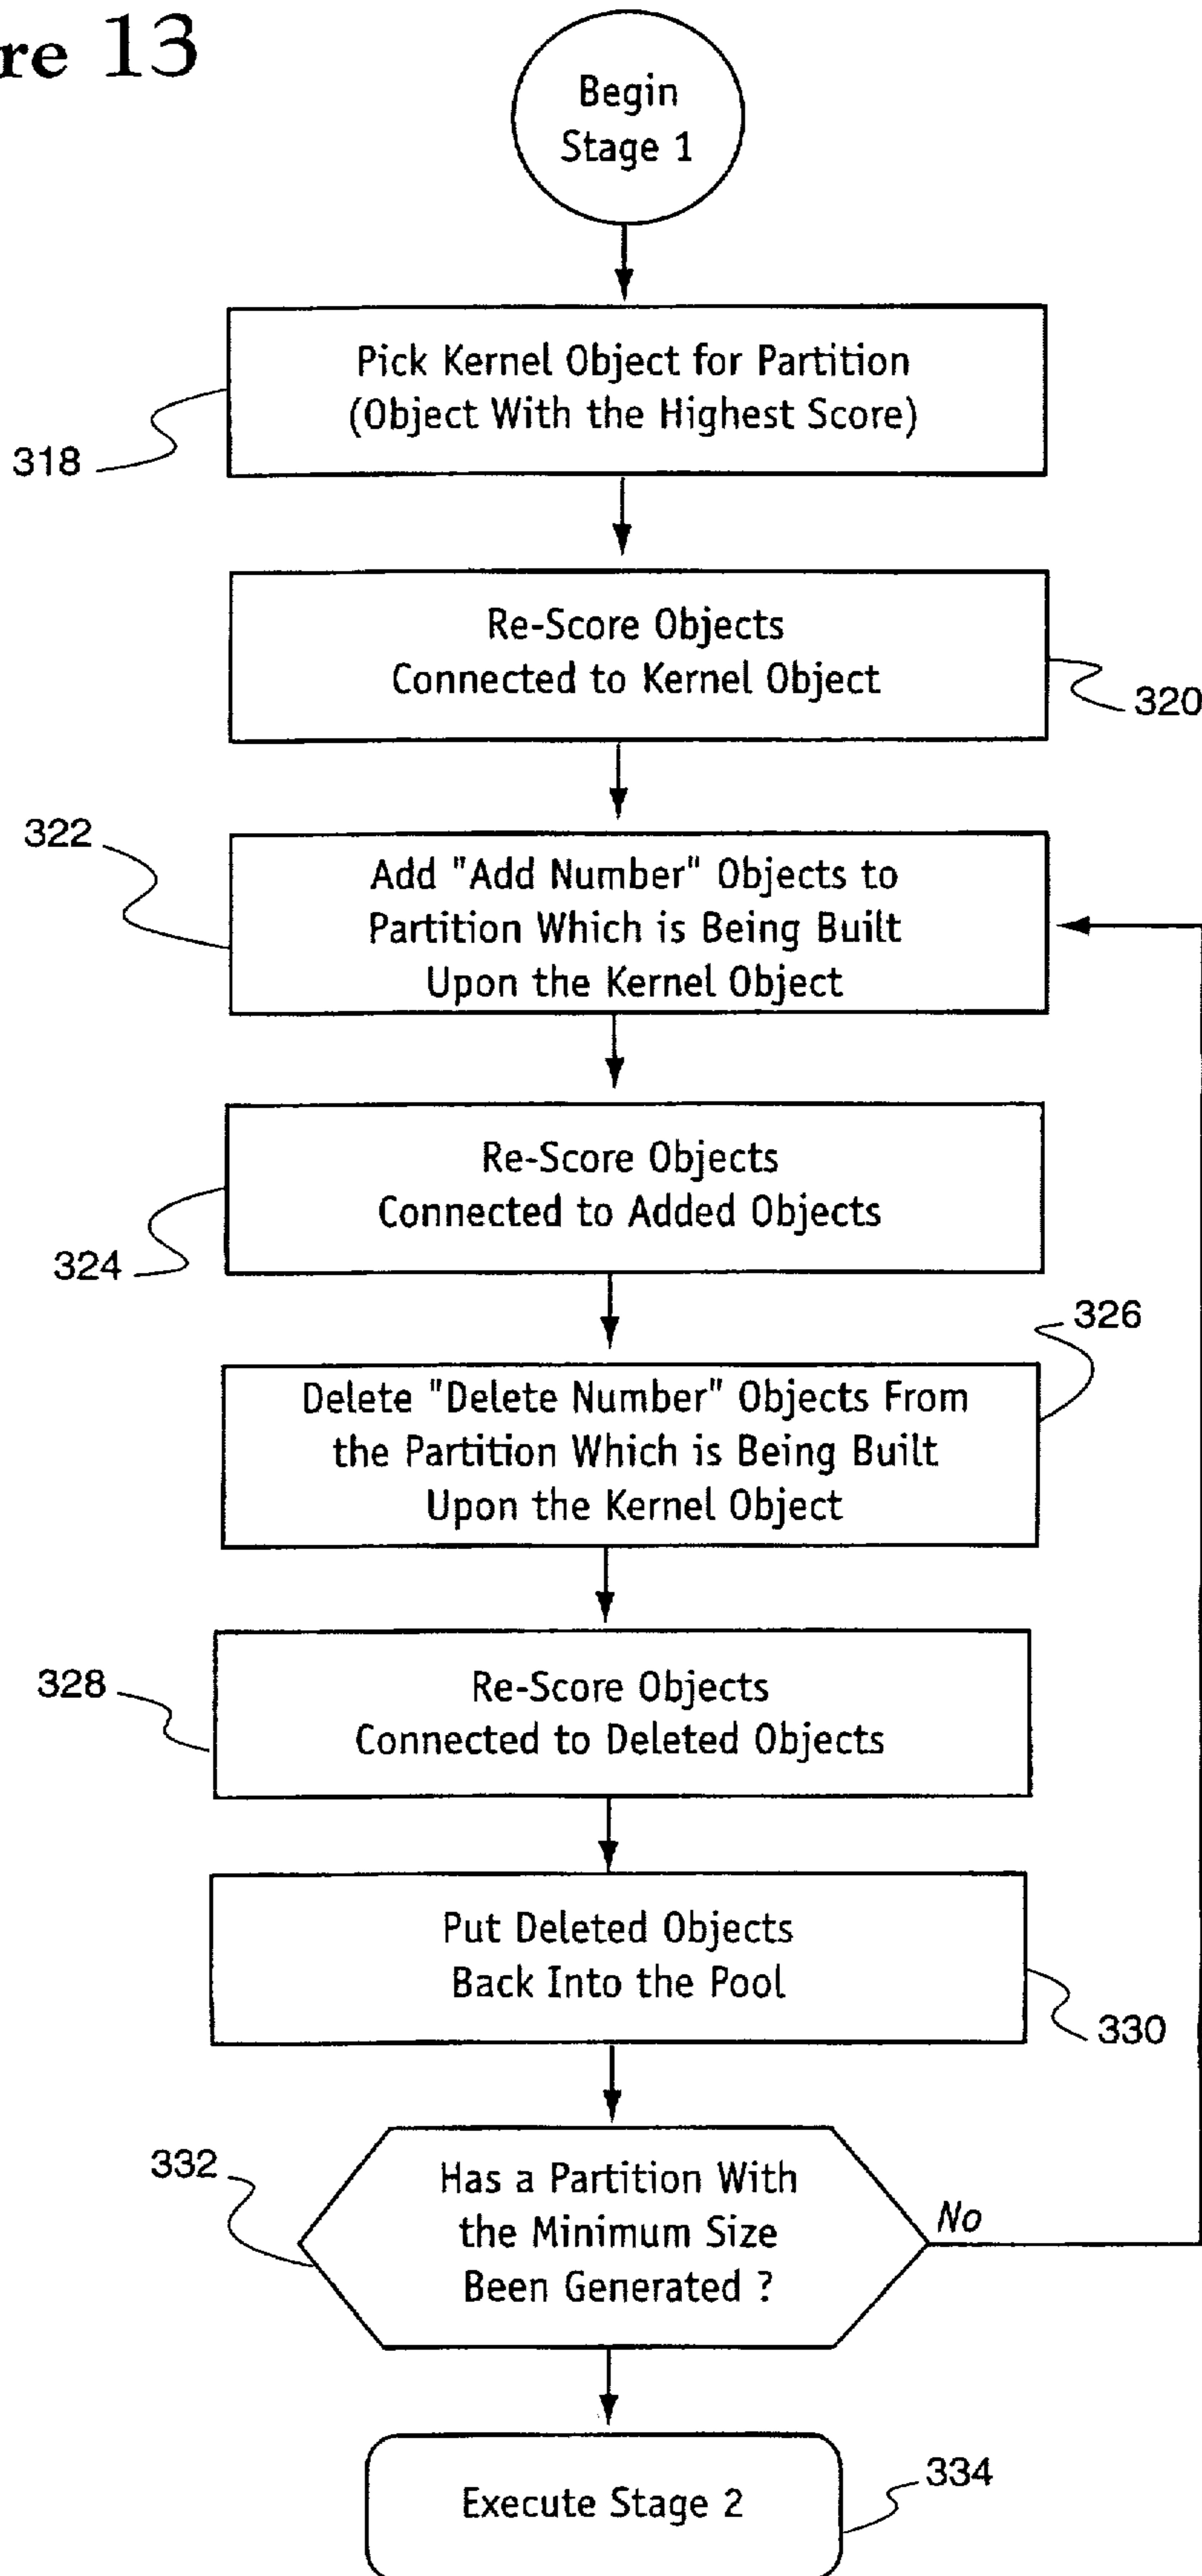 re 13
Begin
Stage 1
Pick Kernel Object for Partition
(Object With the Highest Score)
318
Re-Score Objects
Connected to Kernel Object
320
322
Add "Add Number" Objects to
Partition Which is Being Built
Upon the Kernel Object
Re-Score Objects
Connected to Added Objects
324
326
Delete "Delete Number" Objects From
the Partition Which is Being Built
Upon the Kernel Object
328
Re-Score Objects
Connected to Deleted Objects
Put Deleted Objects
Back Into the Pool
330
332
Has a Partition With
the Minimum Size
Been Generated ?
No
Execute Stage 2
334